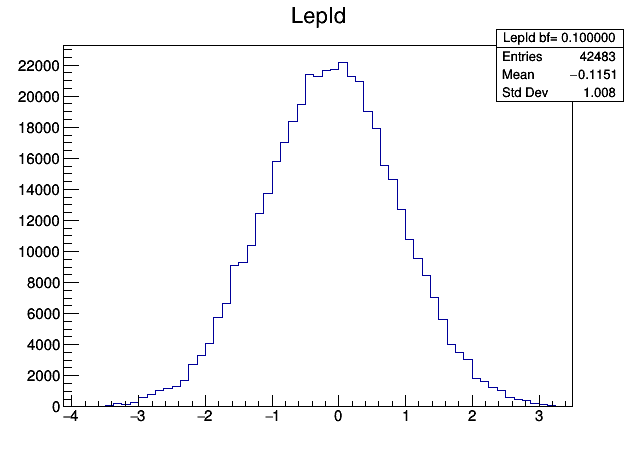 LepId
LepId bf= 0.100000
Entries 42483
Mean −0.1151
Std Dev 1.008
22000
20000
18000
16000
14000
12000
10000
8000
6000
4000
2000
0
−4 −3 −2 −1 0 1 2 3